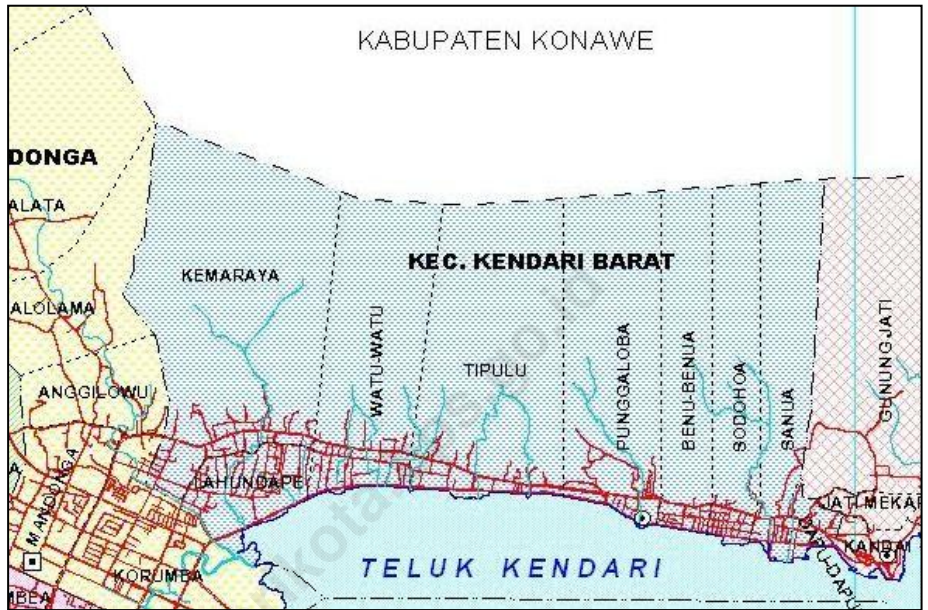 KABUPATEN KONAWE
DONGA
ALATA
KEC. KENDARI BARAT
KEMARAYA
ALOLAMA
WATU-WATU
TIPULU
PUNGGALOBA
BENU-BENUA
SODOHOA
SANUA
GUNUNGJATI
ANGGILOWU
LAHUNDAPE
MANDONGA
JATI MEKAR
KANDAI
TELUK KENDARI
KORUMBA
MBEA